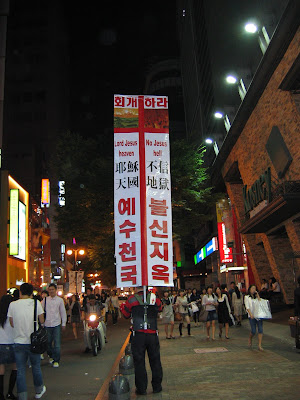 회개하라
Lord Jesus
heaven
No Jesus
hell
耶穌
天國
不信
地獄
예수천국
불신지옥